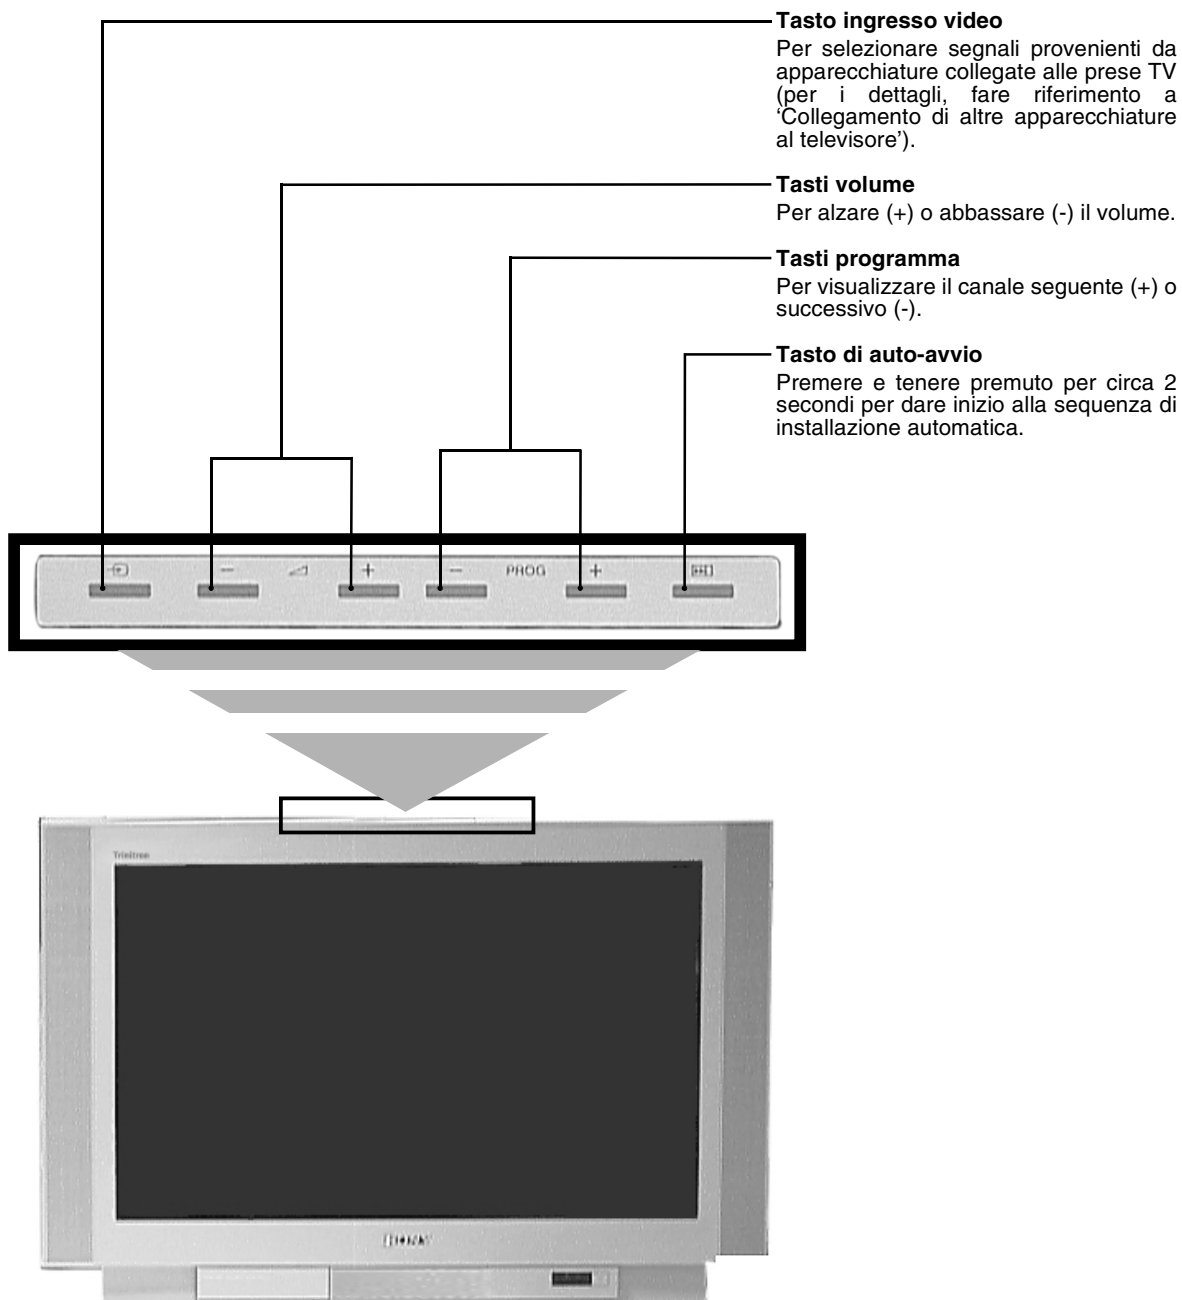 Tasto ingresso video
Per selezionare segnali provenienti da
apparecchiature collegate alle prese TV
(per i dettagli, fare riferimento a
‘Collegamento di altre apparecchiature
al televisore’).
Tasti volume
Per alzare (+) o abbassare (-) il volume.
Tasti programma
Per visualizzare il canale seguente (+) o
successivo (-).
Tasto di auto-avvio
Premere e tenere premuto per circa 2
secondi per dare inizio alla sequenza di
installazione automatica.
− + − PROG +
Trinitron